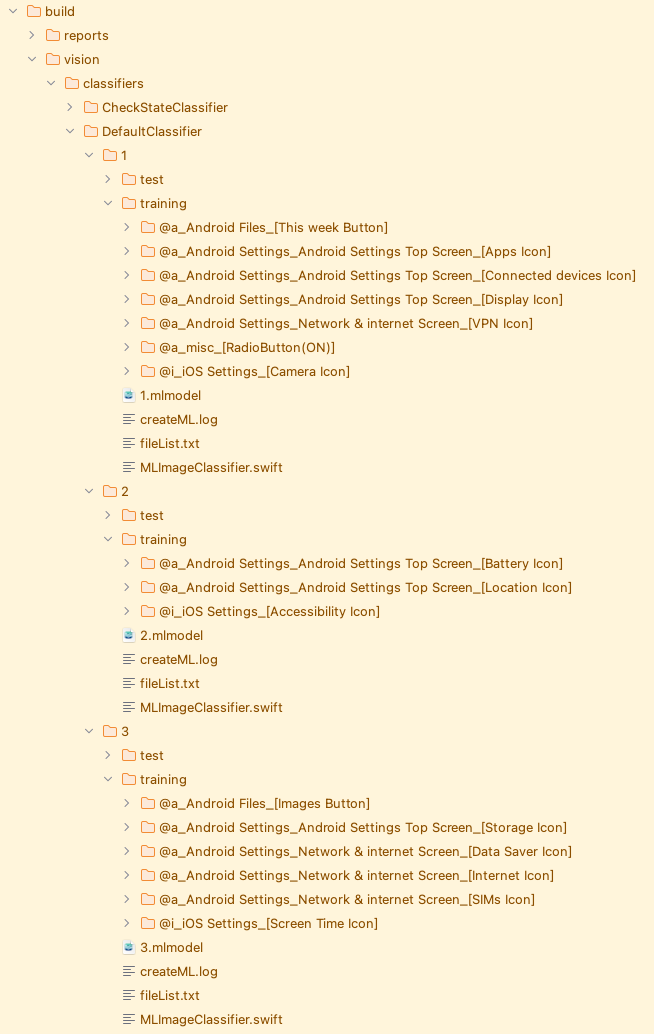 build
reports
vision
classifiers
CheckStateClassifier
DefaultClassifier
1
test
training
@a_Android Files_[This week Button]
@a_Android Settings_Android Settings Top Screen_[Apps Icon]
@a_Android Settings_Android Settings Top Screen_[Connected devices Icon]
@a_Android Settings_Android Settings Top Screen_[Display Icon]
@a_Android Settings_Network & internet Screen_[VPN Icon]
@a_misc_[RadioButton(ON)]
@i_iOS Settings_[Camera Icon]
1.mlmodel
createML.log
fileList.txt
MLImageClassifier.swift
2
test
training
@a_Android Settings_Android Settings Top Screen_[Battery Icon]
@a_Android Settings_Android Settings Top Screen_[Location Icon]
@i_iOS Settings_[Accessibility Icon]
2.mlmodel
createML.log
fileList.txt
MLImageClassifier.swift
3
test
training
@a_Android Files_[Images Button]
@a_Android Settings_Android Settings Top Screen_[Storage Icon]
@a_Android Settings_Network & internet Screen_[Data Saver Icon]
@a_Android Settings_Network & internet Screen_[Internet Icon]
@a_Android Settings_Network & internet Screen_[SIMs Icon]
@i_iOS Settings_[Screen Time Icon]
3.mlmodel
createML.log
fileList.txt
MLImageClassifier.swift